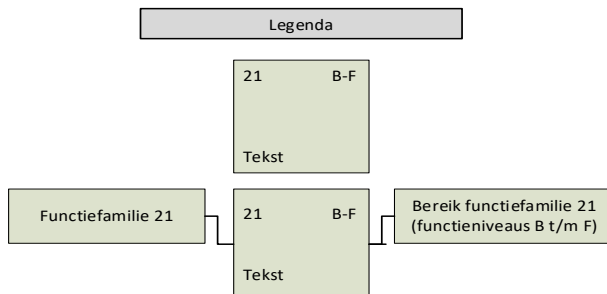 Legenda
21 B-F
Tekst
Functiefamilie 21
21 B-F
Tekst
Bereik functiefamilie 21
(functieniveaus B t/m F)